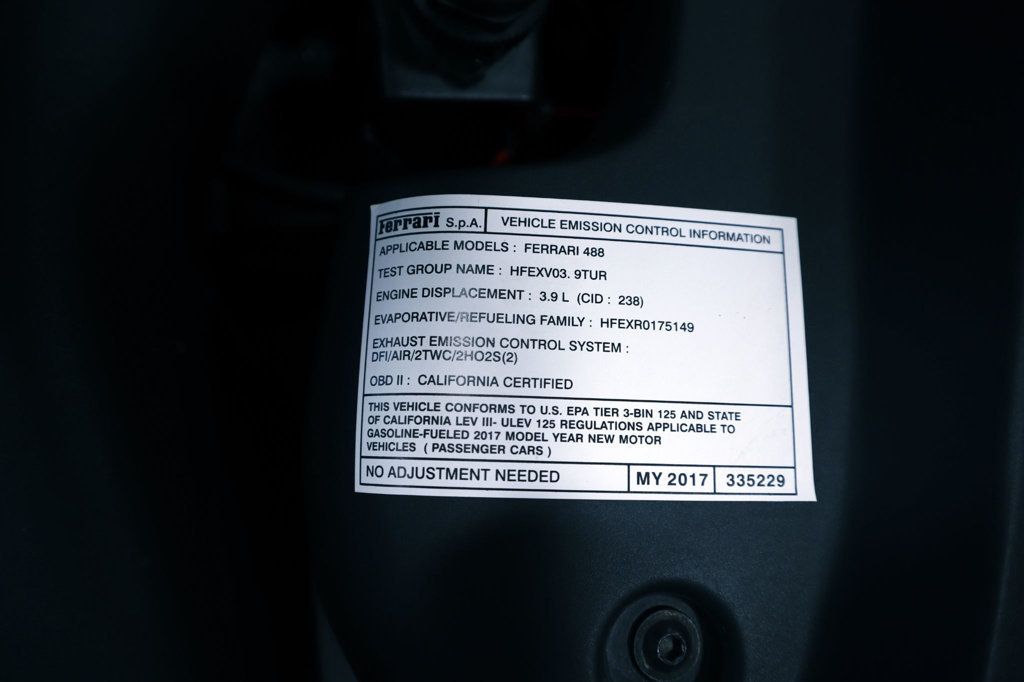 Ferrari S.p.A. VEHICLE EMISSION CONTROL INFORMATION
APPLICABLE MODELS : FERRARI 488
TEST GROUP NAME : HFEXV03. 9TUR
ENGINE DISPLACEMENT : 3.9 L (CID : 238)
EVAPORATIVE/REFUELING FAMILY : HFEXR0175149
EXHAUST EMISSION CONTROL SYSTEM :
DFI/AIR/2TWC/2HO2S(2)
OBD II : CALIFORNIA CERTIFIED
THIS VEHICLE CONFORMS TO U.S. EPA TIER 3-BIN 125 AND STATE
OF CALIFORNIA LEV III- ULEV 125 REGULATIONS APPLICABLE TO
GASOLINE-FUELED 2017 MODEL YEAR NEW MOTOR
VEHICLES ( PASSENGER CARS )
NO ADJUSTMENT NEEDED MY 2017 335229